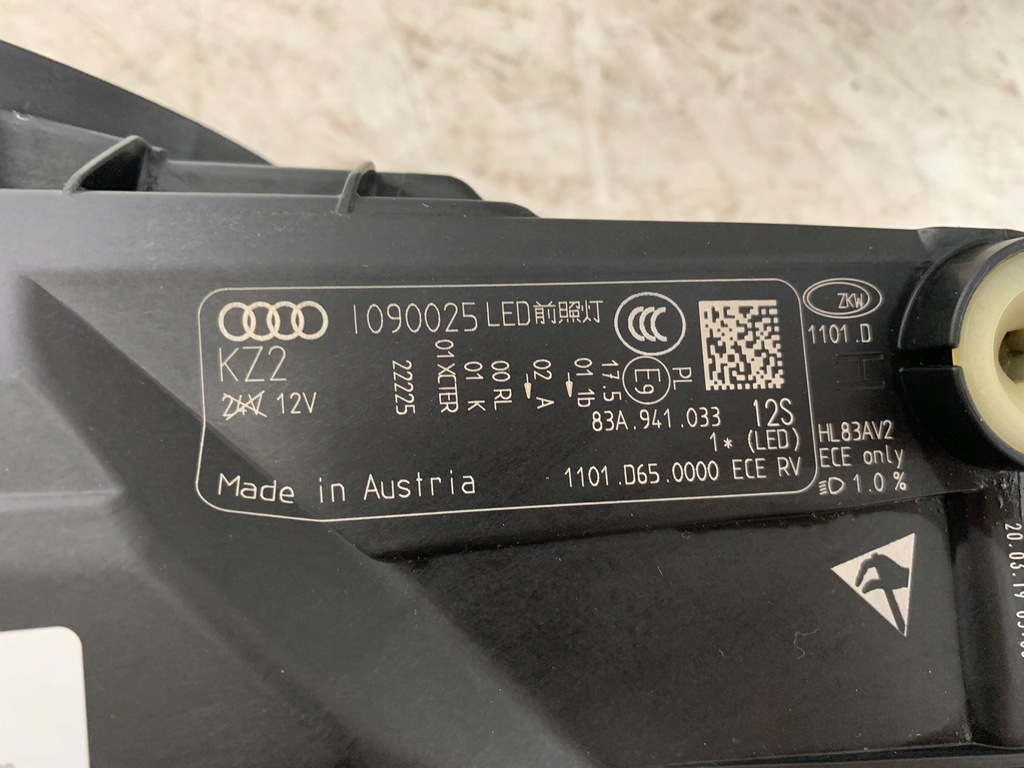 I090025 LED前照灯
KZ2
24V 12V
22225
01XCTER
01 K
00 RL
02 A
01 1b
17.5
E9
PL
83A.941.033 12S
1* (LED)
1101.D65.0000 ECE RV
Made in Austria
ZKW
1101.D
H
HL83AV2
ECE only
1.0 %